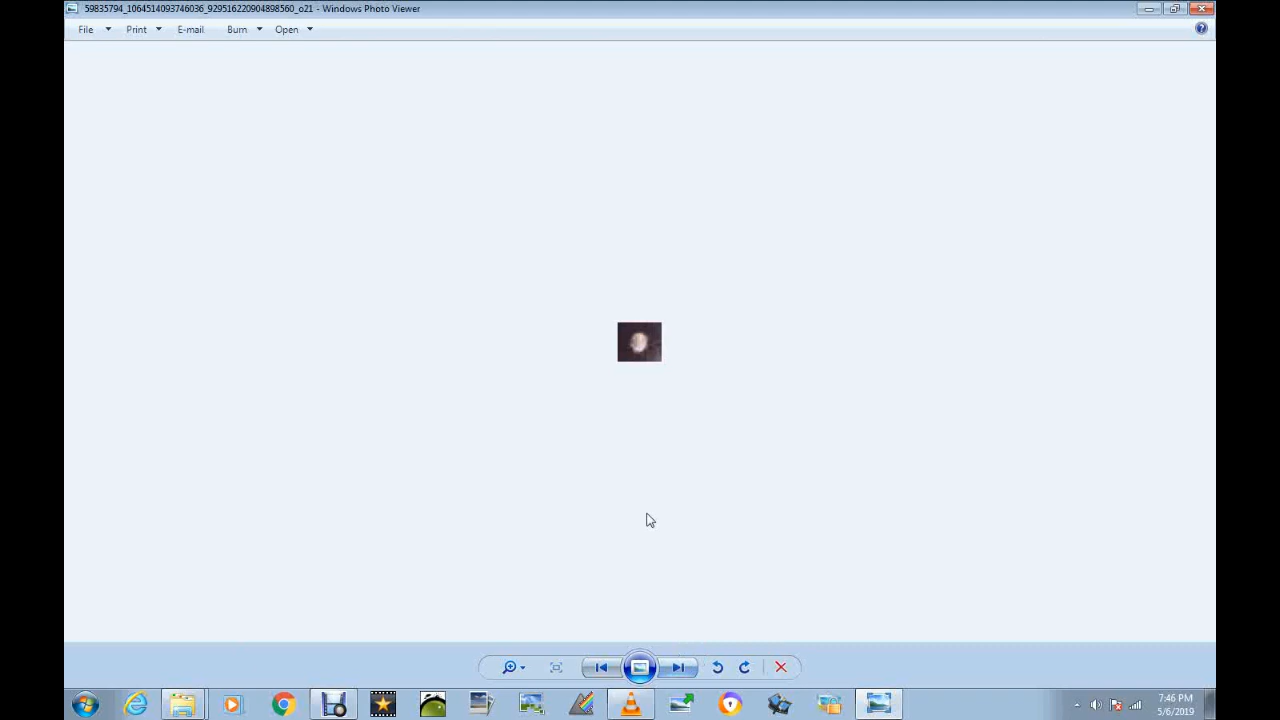 59835794_1064514093746036_929516220904898560_o21 - Windows Photo Viewer
File Print E-mail Burn Open
7:46 PM
5/6/2019